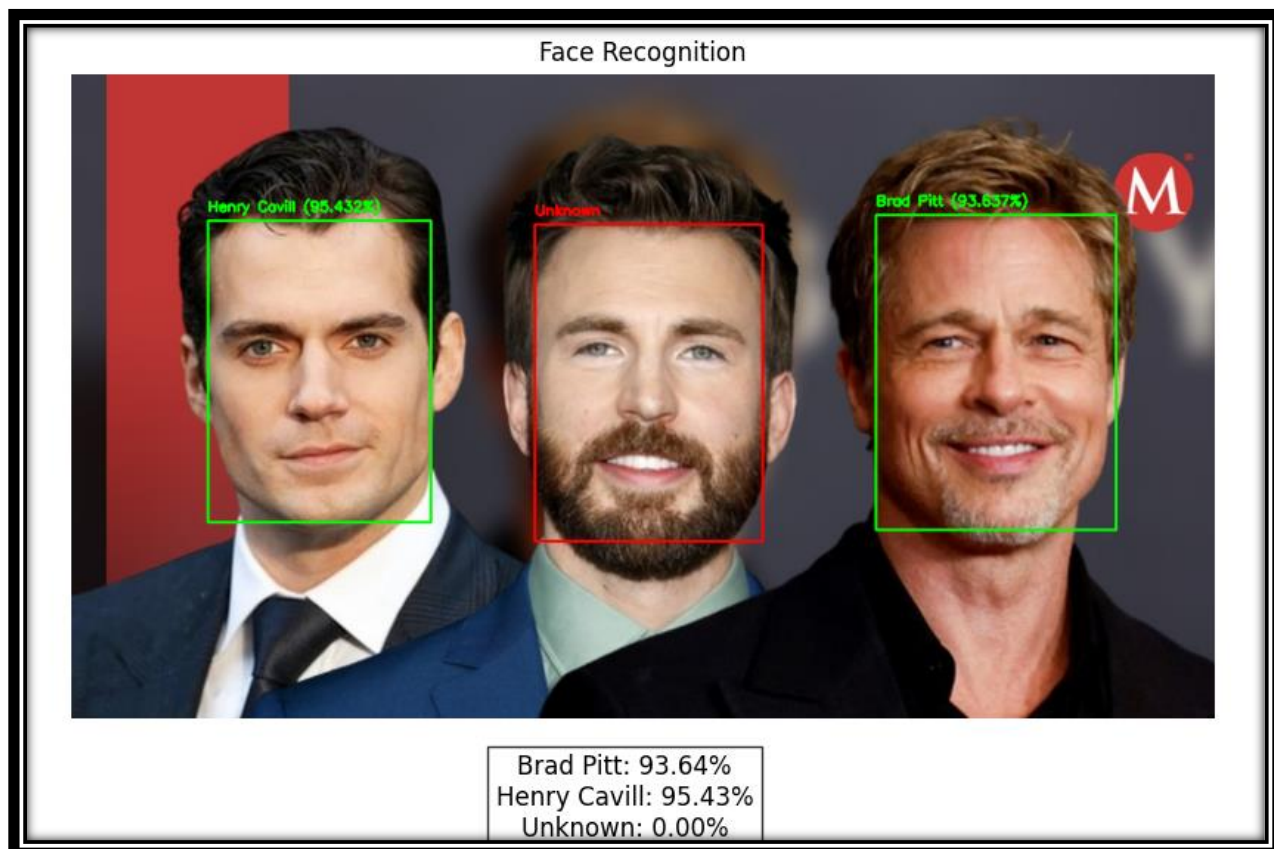 Face Recognition
Henry Cavill (95.432%)
Unknown
Brad Pitt (93.637%)
M
Y
Brad Pitt: 93.64%
Henry Cavill: 95.43%
Unknown: 0.00%